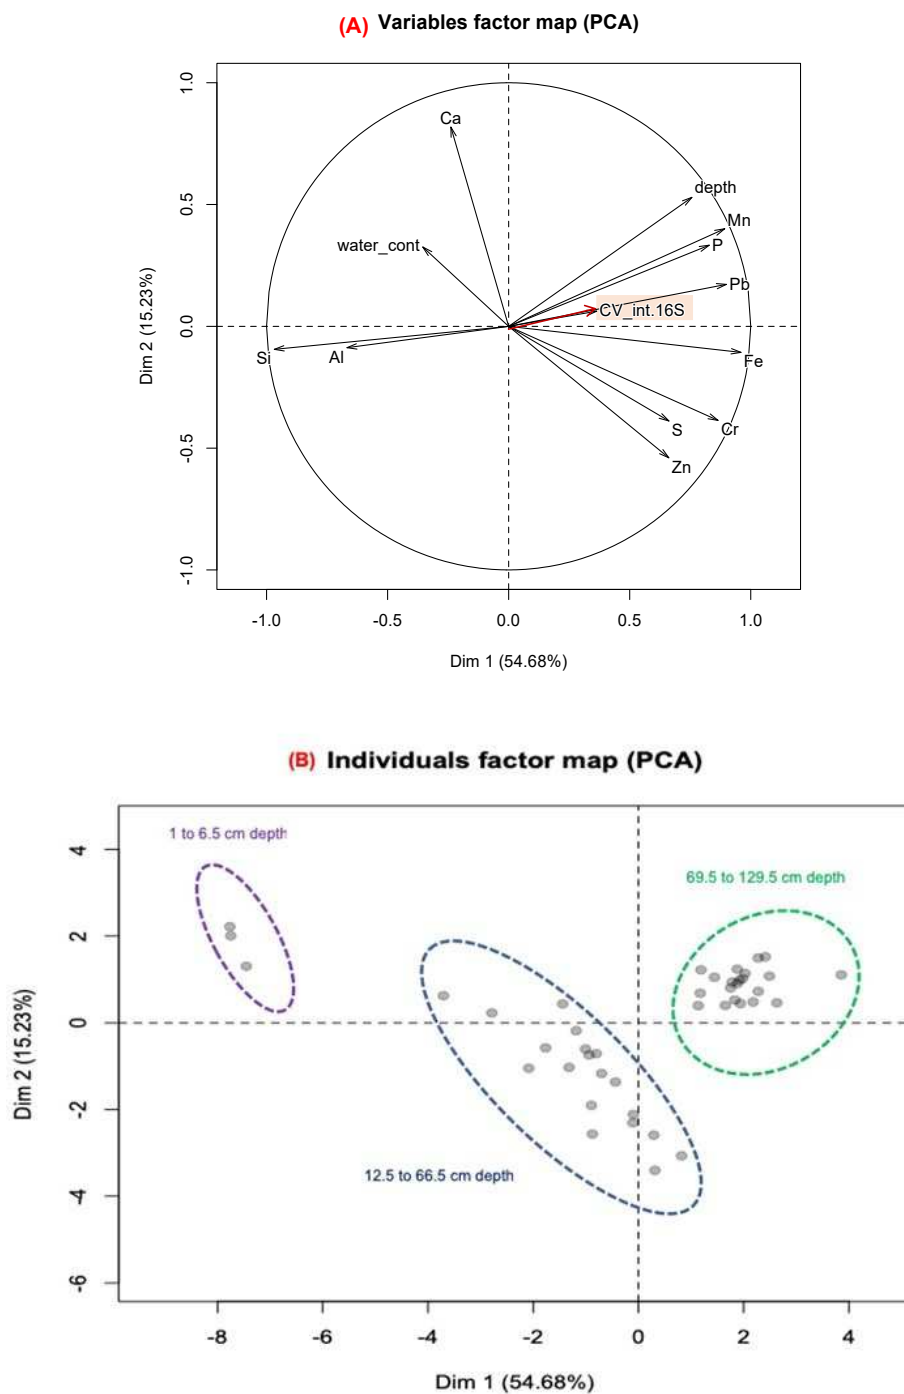 (A) Variables factor map (PCA)
1.0
Ca
depth
0.5
Mn
water_cont
P
Pb
Dim 2 (15.23%)
0.0
CV_int.16S
Si
Al
Fe
S
Cr
-0.5
Zn
-1.0
-1.0 -0.5 0.0 0.5 1.0
Dim 1 (54.68%)
(B) Individuals factor map (PCA)
1 to 6.5 cm depth
4
69.5 to 129.5 cm depth
2
0
Dim 2 (15.23%)
-2
12.5 to 66.5 cm depth
-4
-6
-8 -6 -4 -2 0 2 4
Dim 1 (54.68%)